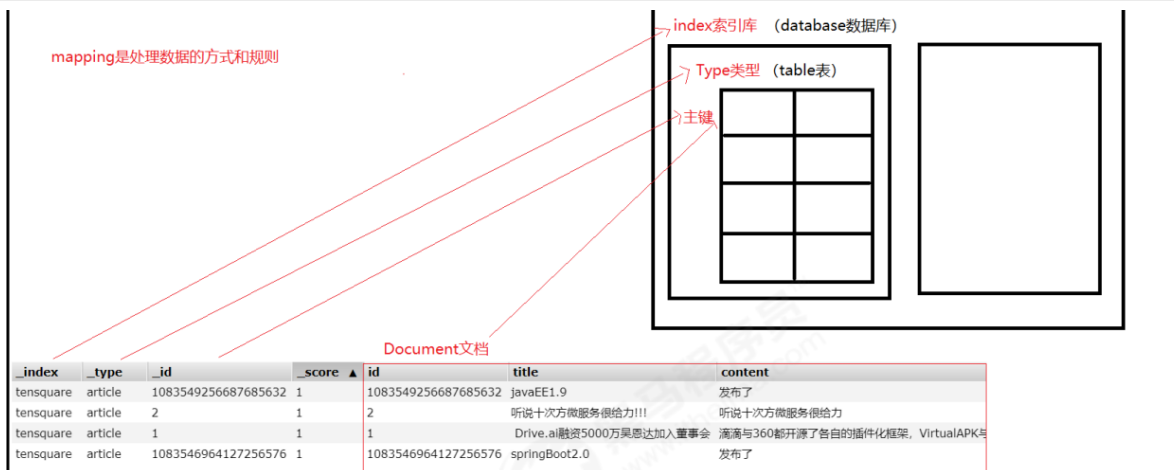 index索引库 （database数据库）
mapping是处理数据的方式和规则
Type类型 （table表）
主键
Document文档
_index _type _id _score ▲ id title content
tensquare article 1083549256687685632 1 1083549256687685632 javaEE1.9 发布了
tensquare article 2 1 2 听说十次方微服务很给力!!! 听说十次方微服务很给力
tensquare article 1 1 1 Drive.ai融资5000万吴恩达加入董事会 滴滴与360都开源了各自的插件化框架，VirtualAPK与
tensquare article 1083546964127256576 1 1083546964127256576 springBoot2.0 发布了